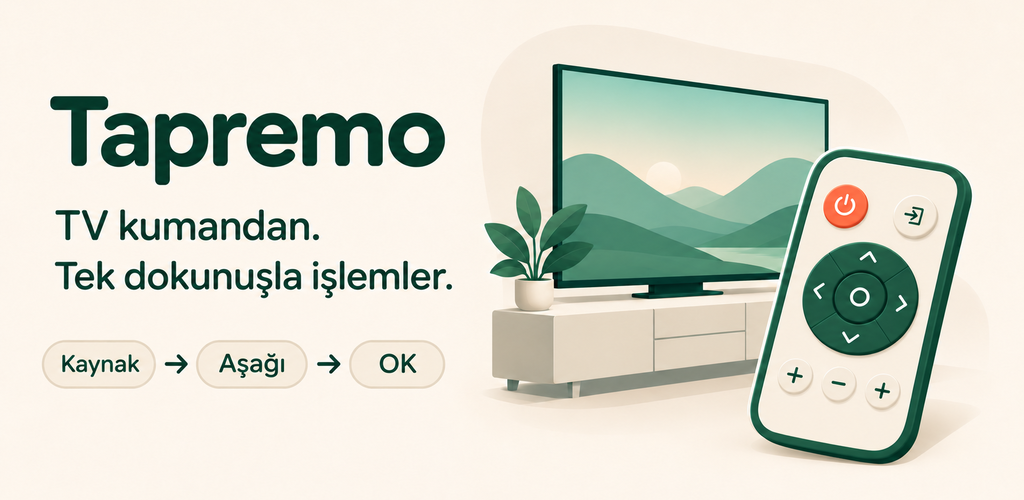 Tapremo
TV kumandan.
Tek dokunuşla işlemler.
Kaynak → Aşağı → OK